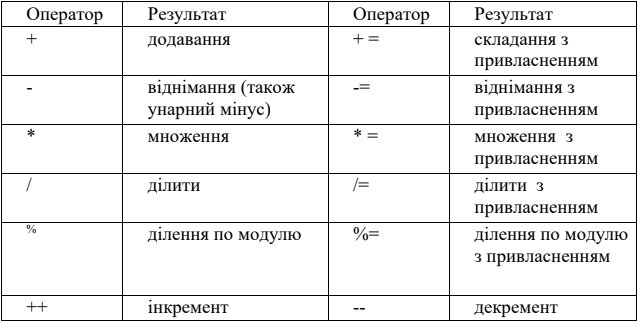 Оператор Результат Оператор Результат
+ додавання + = складання з
привласненням
- віднімання (також -= віднімання з
унарний мінус) привласненням
* множення * = множення з
привласненням
/ ділити /= ділити з
привласненням
% ділення по модулю %= ділення по модулю
з привласненням
++ інкремент -- декремент